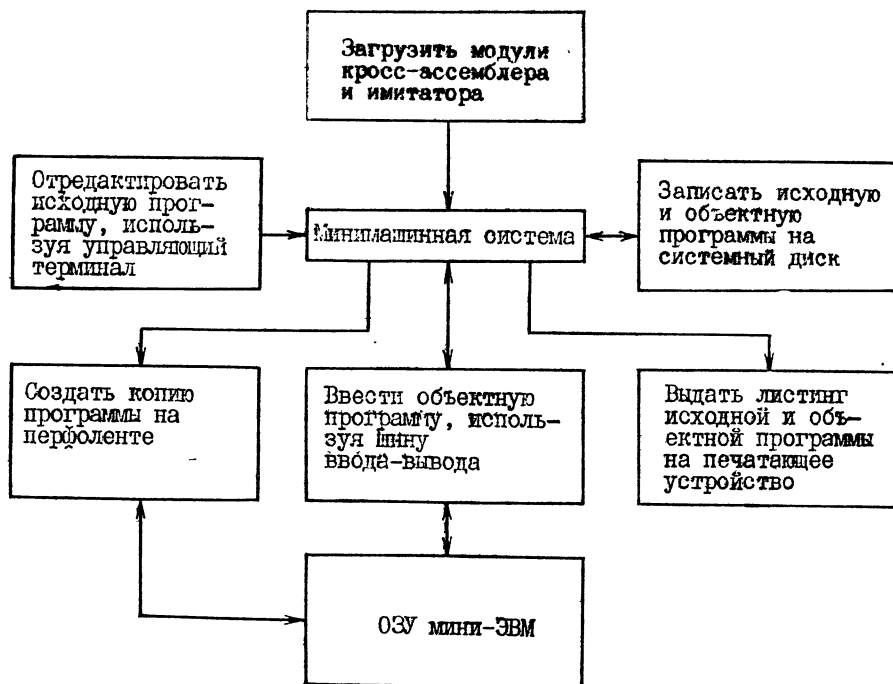 Загрузить модули
кросс-ассемблера
и имитатора
Отредактировать
исходную про-
грамму, исполь-
зуя управляющий
терминал
Минимашинная система
Записать исходную
и объектную
программы на
системный диск
Создать копию
программы на
перфоленте
Ввести объектную
программу, исполь-
зуя шину
ввода-вывода
Выдать листинг
исходной и объ-
ектной программы
на печатающее
устройство
ОЗУ мини-ЭВМ